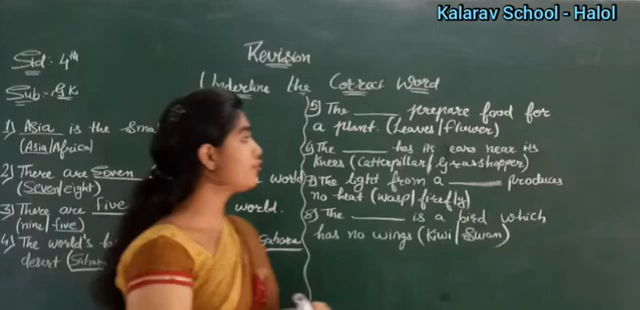 Kalarav School - Halol
Revision
Std : 4th
Sub:- GK
Underline the Correct Word
1) Asia is the
(Asia/Africa)
2) There are Seven world
(Seven/eight)
3) There are Five world.
(nine/five)
4) The world's Sahara
desert
5) The ____ prepare food for
a plant. (Leaves/flower)
6) The ____ has its ears near its
knees (Catterpillar/Grasshopper)
7) The light from a ____ produces
no heat (wasp/firefly)
8) The ____ is a bird which
has no wings (Kiwi/Swan)